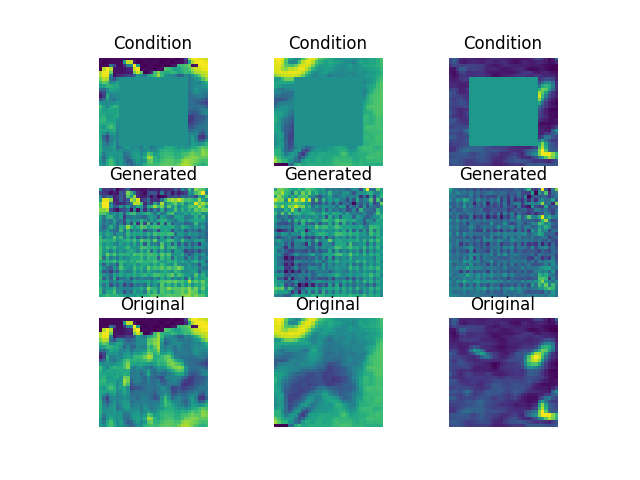 Condition Condition Condition
Generated Generated Generated
Original Original Original